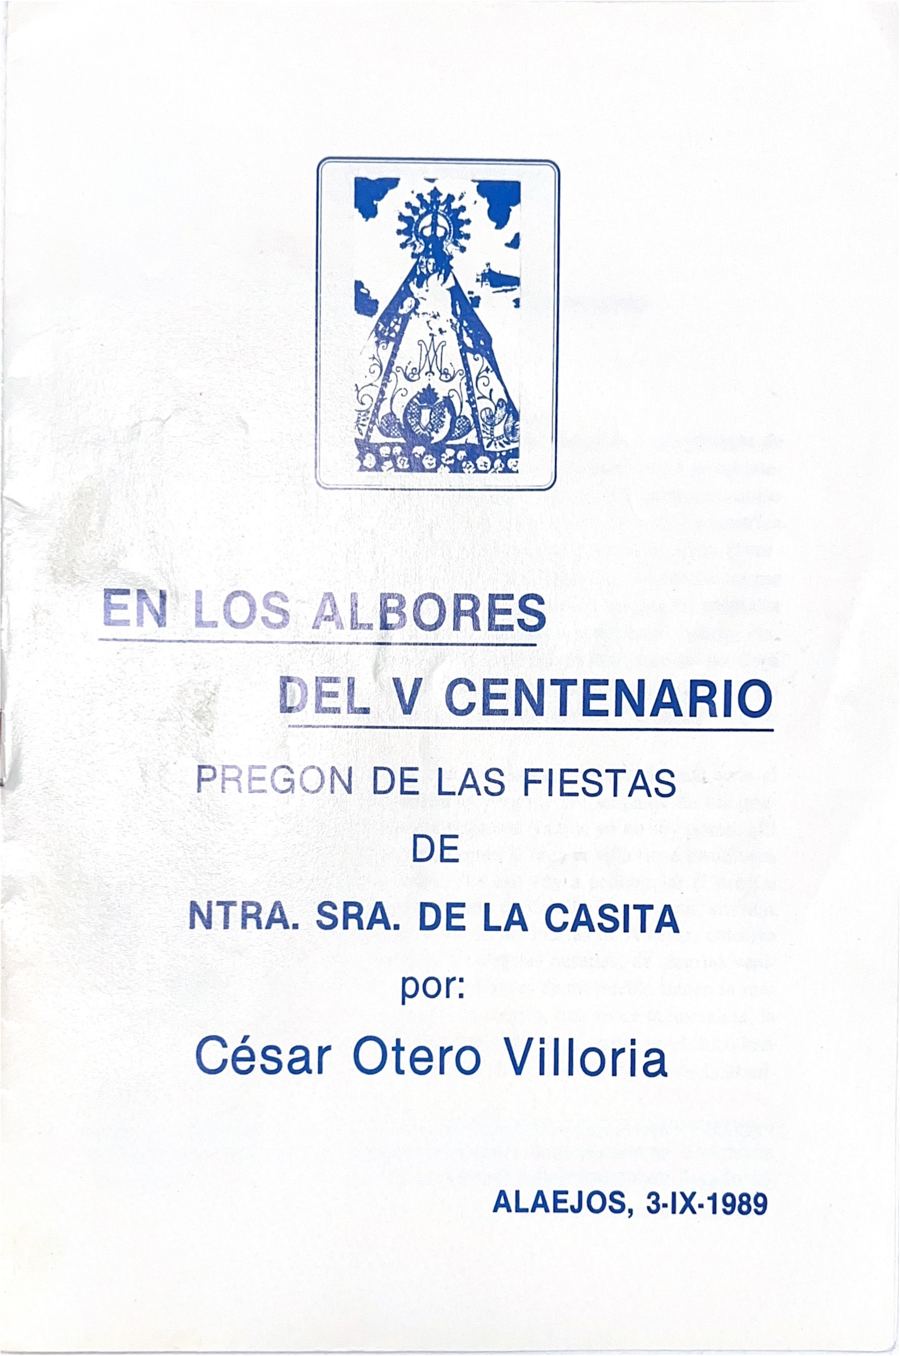 EN LOS ALBORES
DEL V CENTENARIO
PREGON DE LAS FIESTAS
DE
NTRA. SRA. DE LA CASITA
por:
César Otero Villoria
ALAEJOS, 3-IX-1989